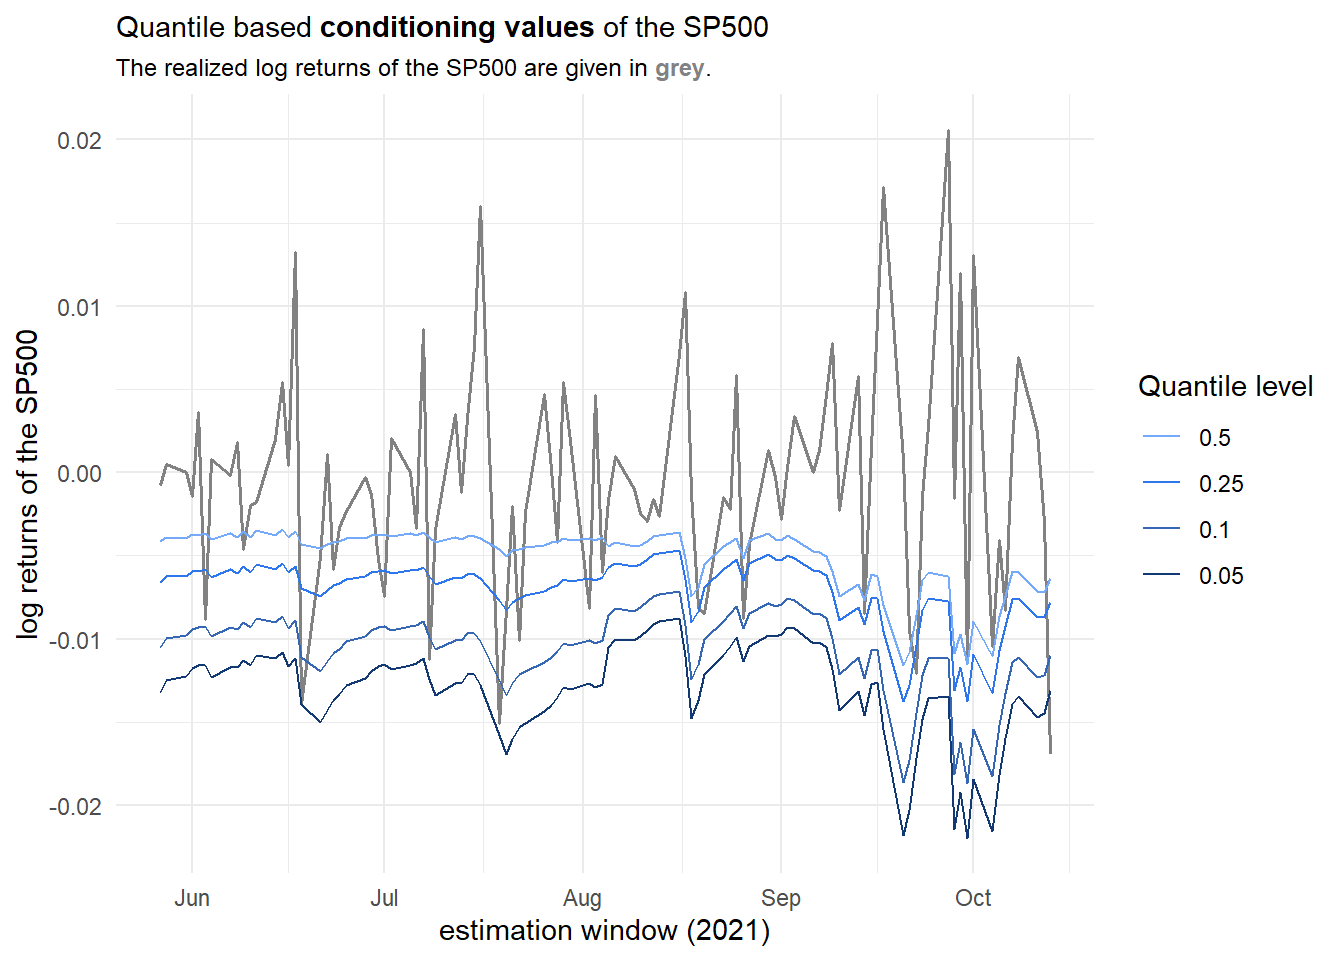 Quantile based conditioning values of the SP500
The realized log returns of the SP500 are given in grey.
log returns of the SP500
0.02
0.01
0.00
-0.01
-0.02
Jun Jul Aug Sep Oct
estimation window (2021)
Quantile level
0.5
0.25
0.1
0.05